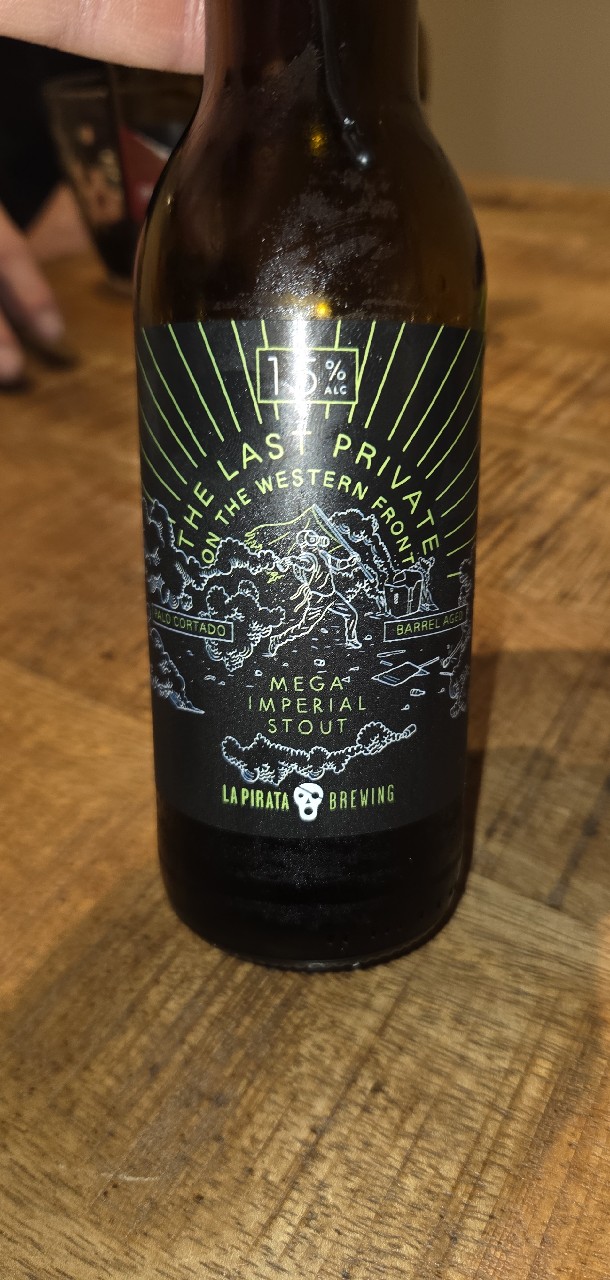 15% ALC
THE LAST PRIVATE
ON THE WESTERN FRONT
PALO CORTADO
BARREL AGED
MEGA
IMPERIAL
STOUT
LA PIRATA BREWING